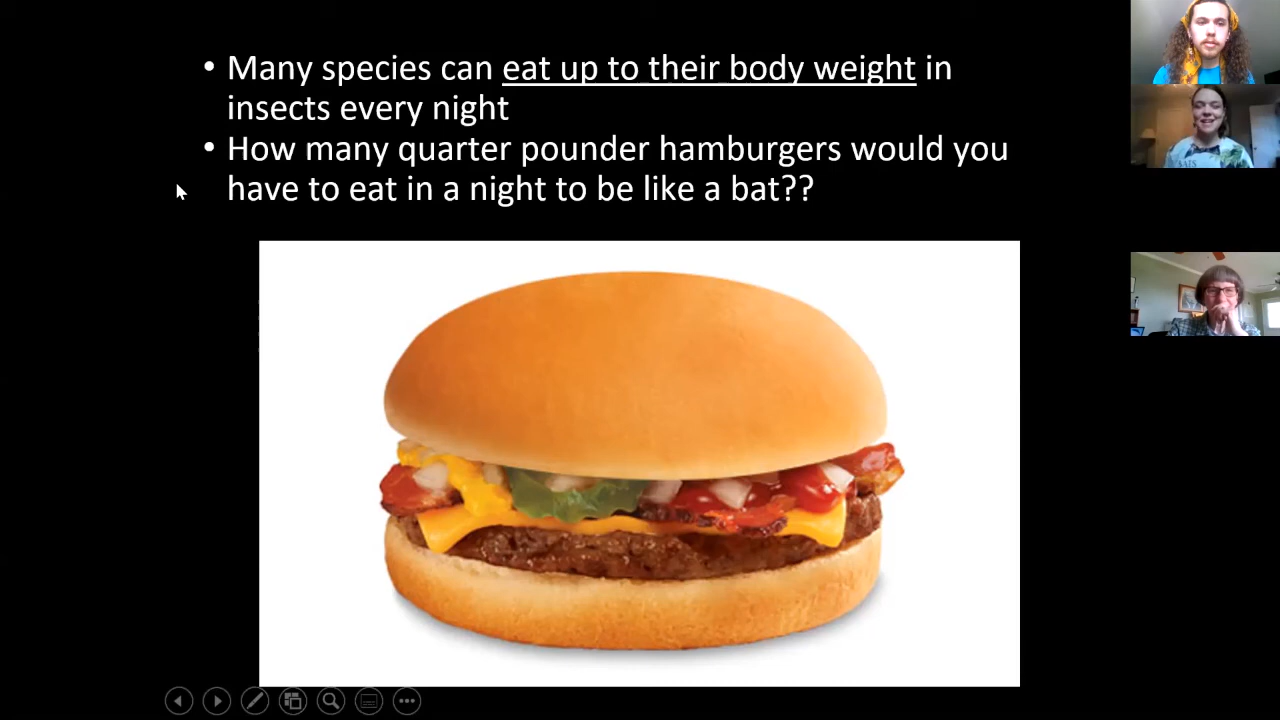 • Many species can eat up to their body weight in
insects every night
• How many quarter pounder hamburgers would you
have to eat in a night to be like a bat??